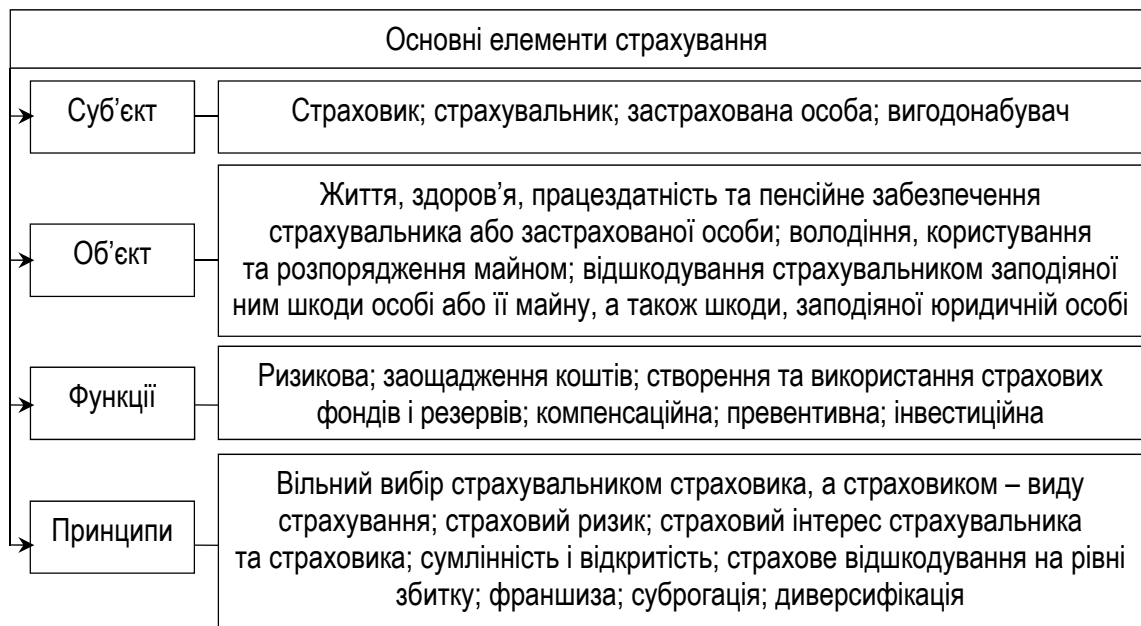 Основні елементи страхування
Суб’єкт
Страховик; страхувальник; застрахована особа; вигодонабувач
Об’єкт
Життя, здоров’я, працездатність та пенсійне забезпечення
страхувальника або застрахованої особи; володіння, користування
та розпорядження майном; відшкодування страхувальником заподіяної
ним шкоди особі або її майну, а також шкоди, заподіяної юридичній особі
Функції
Ризикова; заощадження коштів; створення та використання страхових
фондів і резервів; компенсаційна; превентивна; інвестиційна
Принципи
Вільний вибір страхувальником страховика, а страховиком – виду
страхування; страховий ризик; страховий інтерес страхувальника
та страховика; сумлінність і відкритість; страхове відшкодування на рівні
збитку; франшиза; суброгація; диверсифікація